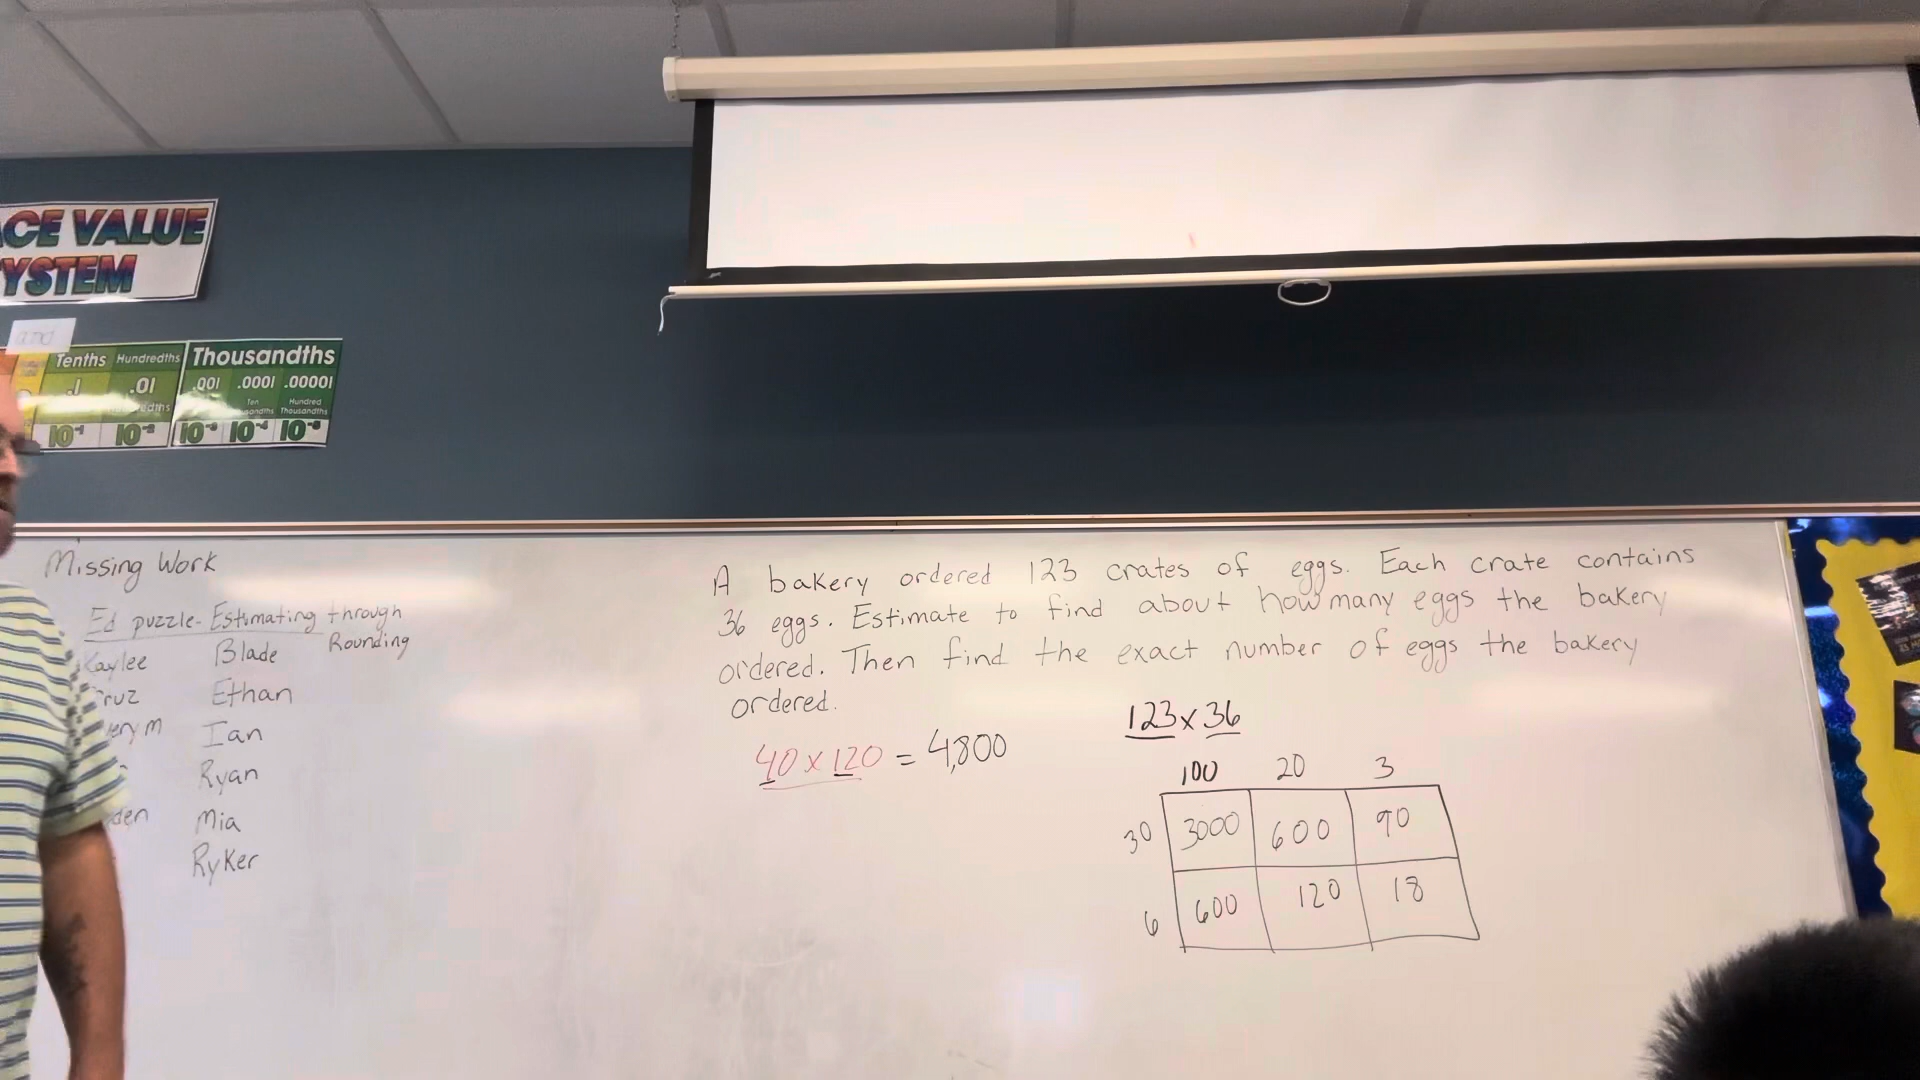 ACE VALUE
YSTEM
and
Tenths Hundredths Thousandths
.1 .01 .001 .0001 .00001
Ten Hundred
Thousandths
10⁻¹ 10⁻² 10⁻³ 10⁻⁴ 10⁻⁵
Missing Work
Ed puzzle- Estimating through
Rounding
Kaylee Blade
ruz Ethan
ery M Ian
Ryan
den Mia
Ryker
A bakery ordered 123 crates of eggs. Each crate contains
36 eggs. Estimate to find about how many eggs the bakery
ordered. Then find the exact number of eggs the bakery
ordered.
40 x 120 = 4,800
123 x 36
100 20 3
30 3000 600 90
6 600 120 18